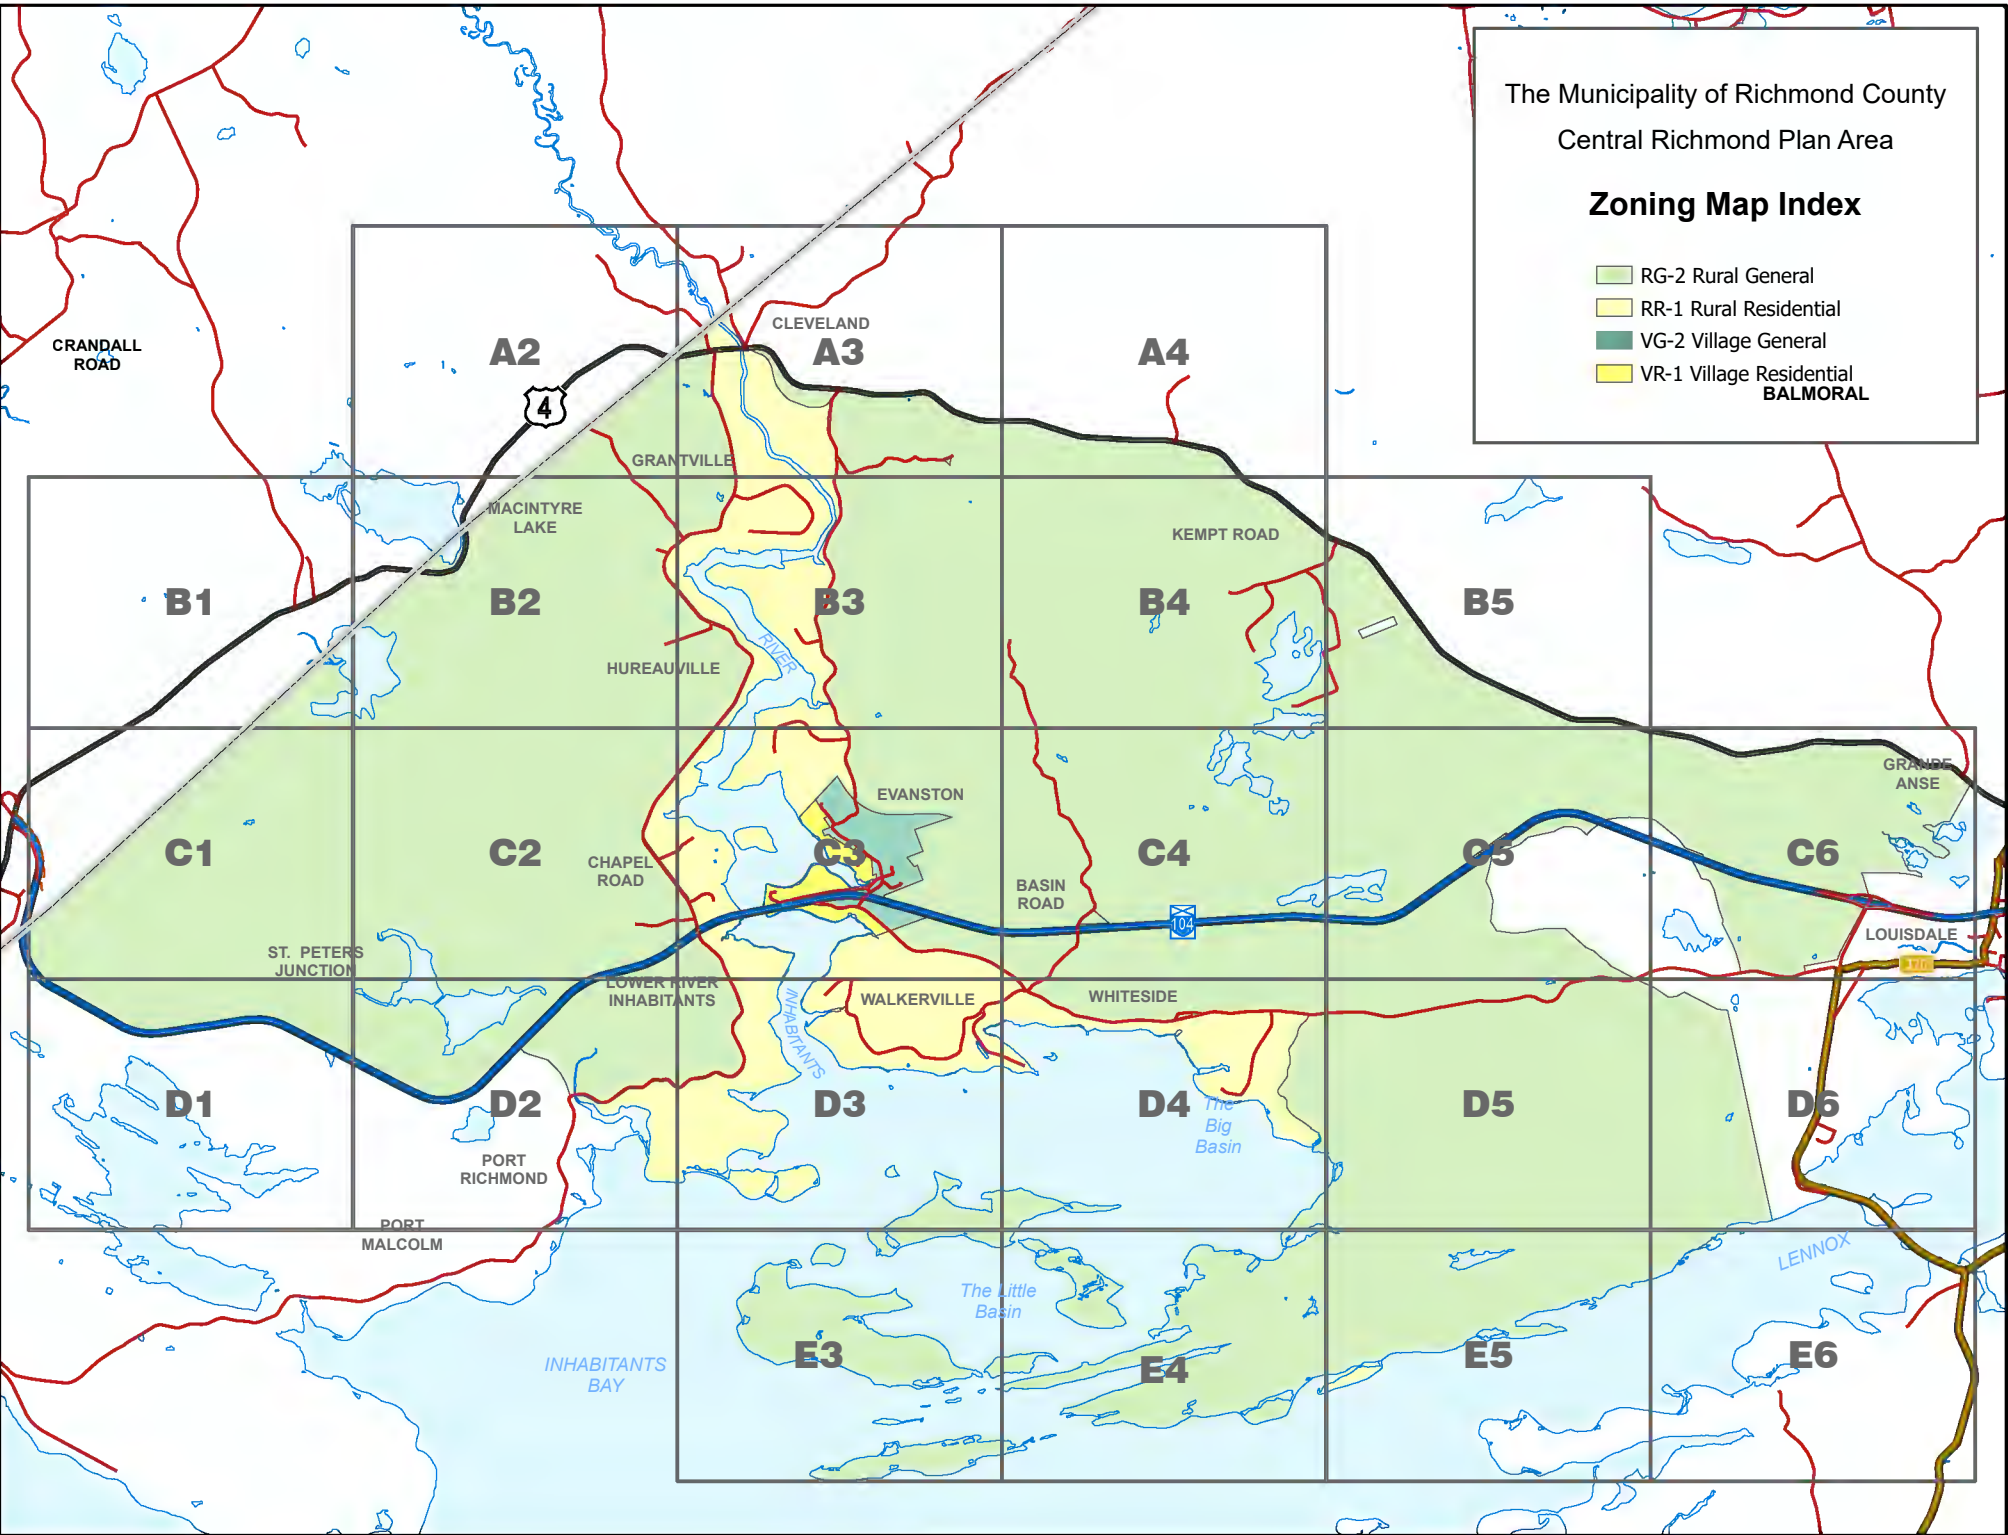 The Municipality of Richmond County
Central Richmond Plan Area
Zoning Map Index
RG-2 Rural General
RR-1 Rural Residential
VG-2 Village General
VR-1 Village Residential
BALMORAL
CRANDALL
ROAD
A2
CLEVELAND
A3
A4
4
GRANTVILLE
MACINTYRE
LAKE
KEMPT ROAD
B1
B2
B3
B4
B5
RIVER
HUREAUVILLE
GRANDE
ANSE
EVANSTON
C1
C2
C3
C4
C5
C6
CHAPEL
ROAD
BASIN
ROAD
104
LOUISDALE
ST. PETERS
JUNCTION
LOWER RIVER
INHABITANTS
WALKERVILLE
WHITESIDE
INHABITANTS
D1
D2
D3
D4
D5
D6
The
Big
Basin
PORT
RICHMOND
PORT
MALCOLM
LENNOX
The Little
Basin
INHABITANTS
BAY
E3
E4
E5
E6